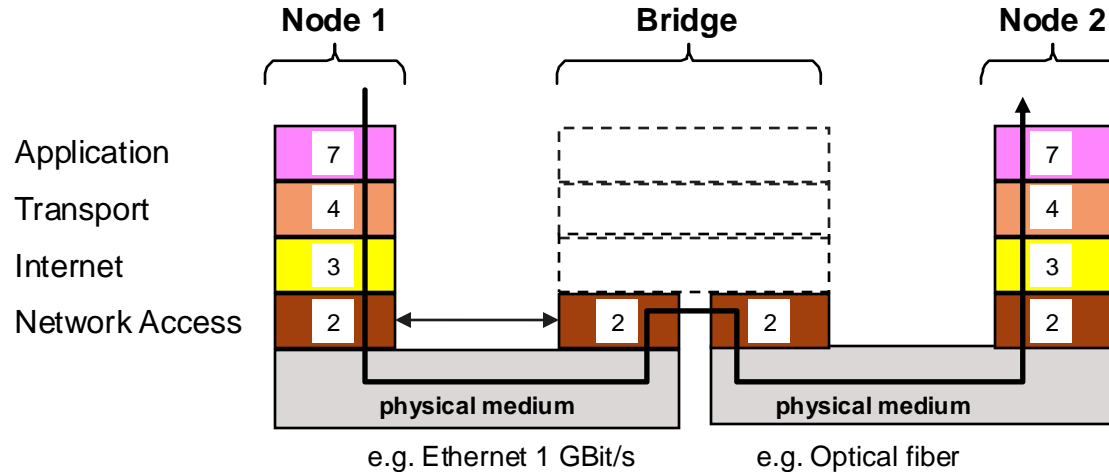 Node 1 Bridge Node 2
Application 7 7
Transport 4 4
Internet 3 3
Network Access 2 2 2 2
physical medium physical medium
e.g. Ethernet 1 GBit/s e.g. Optical fiber